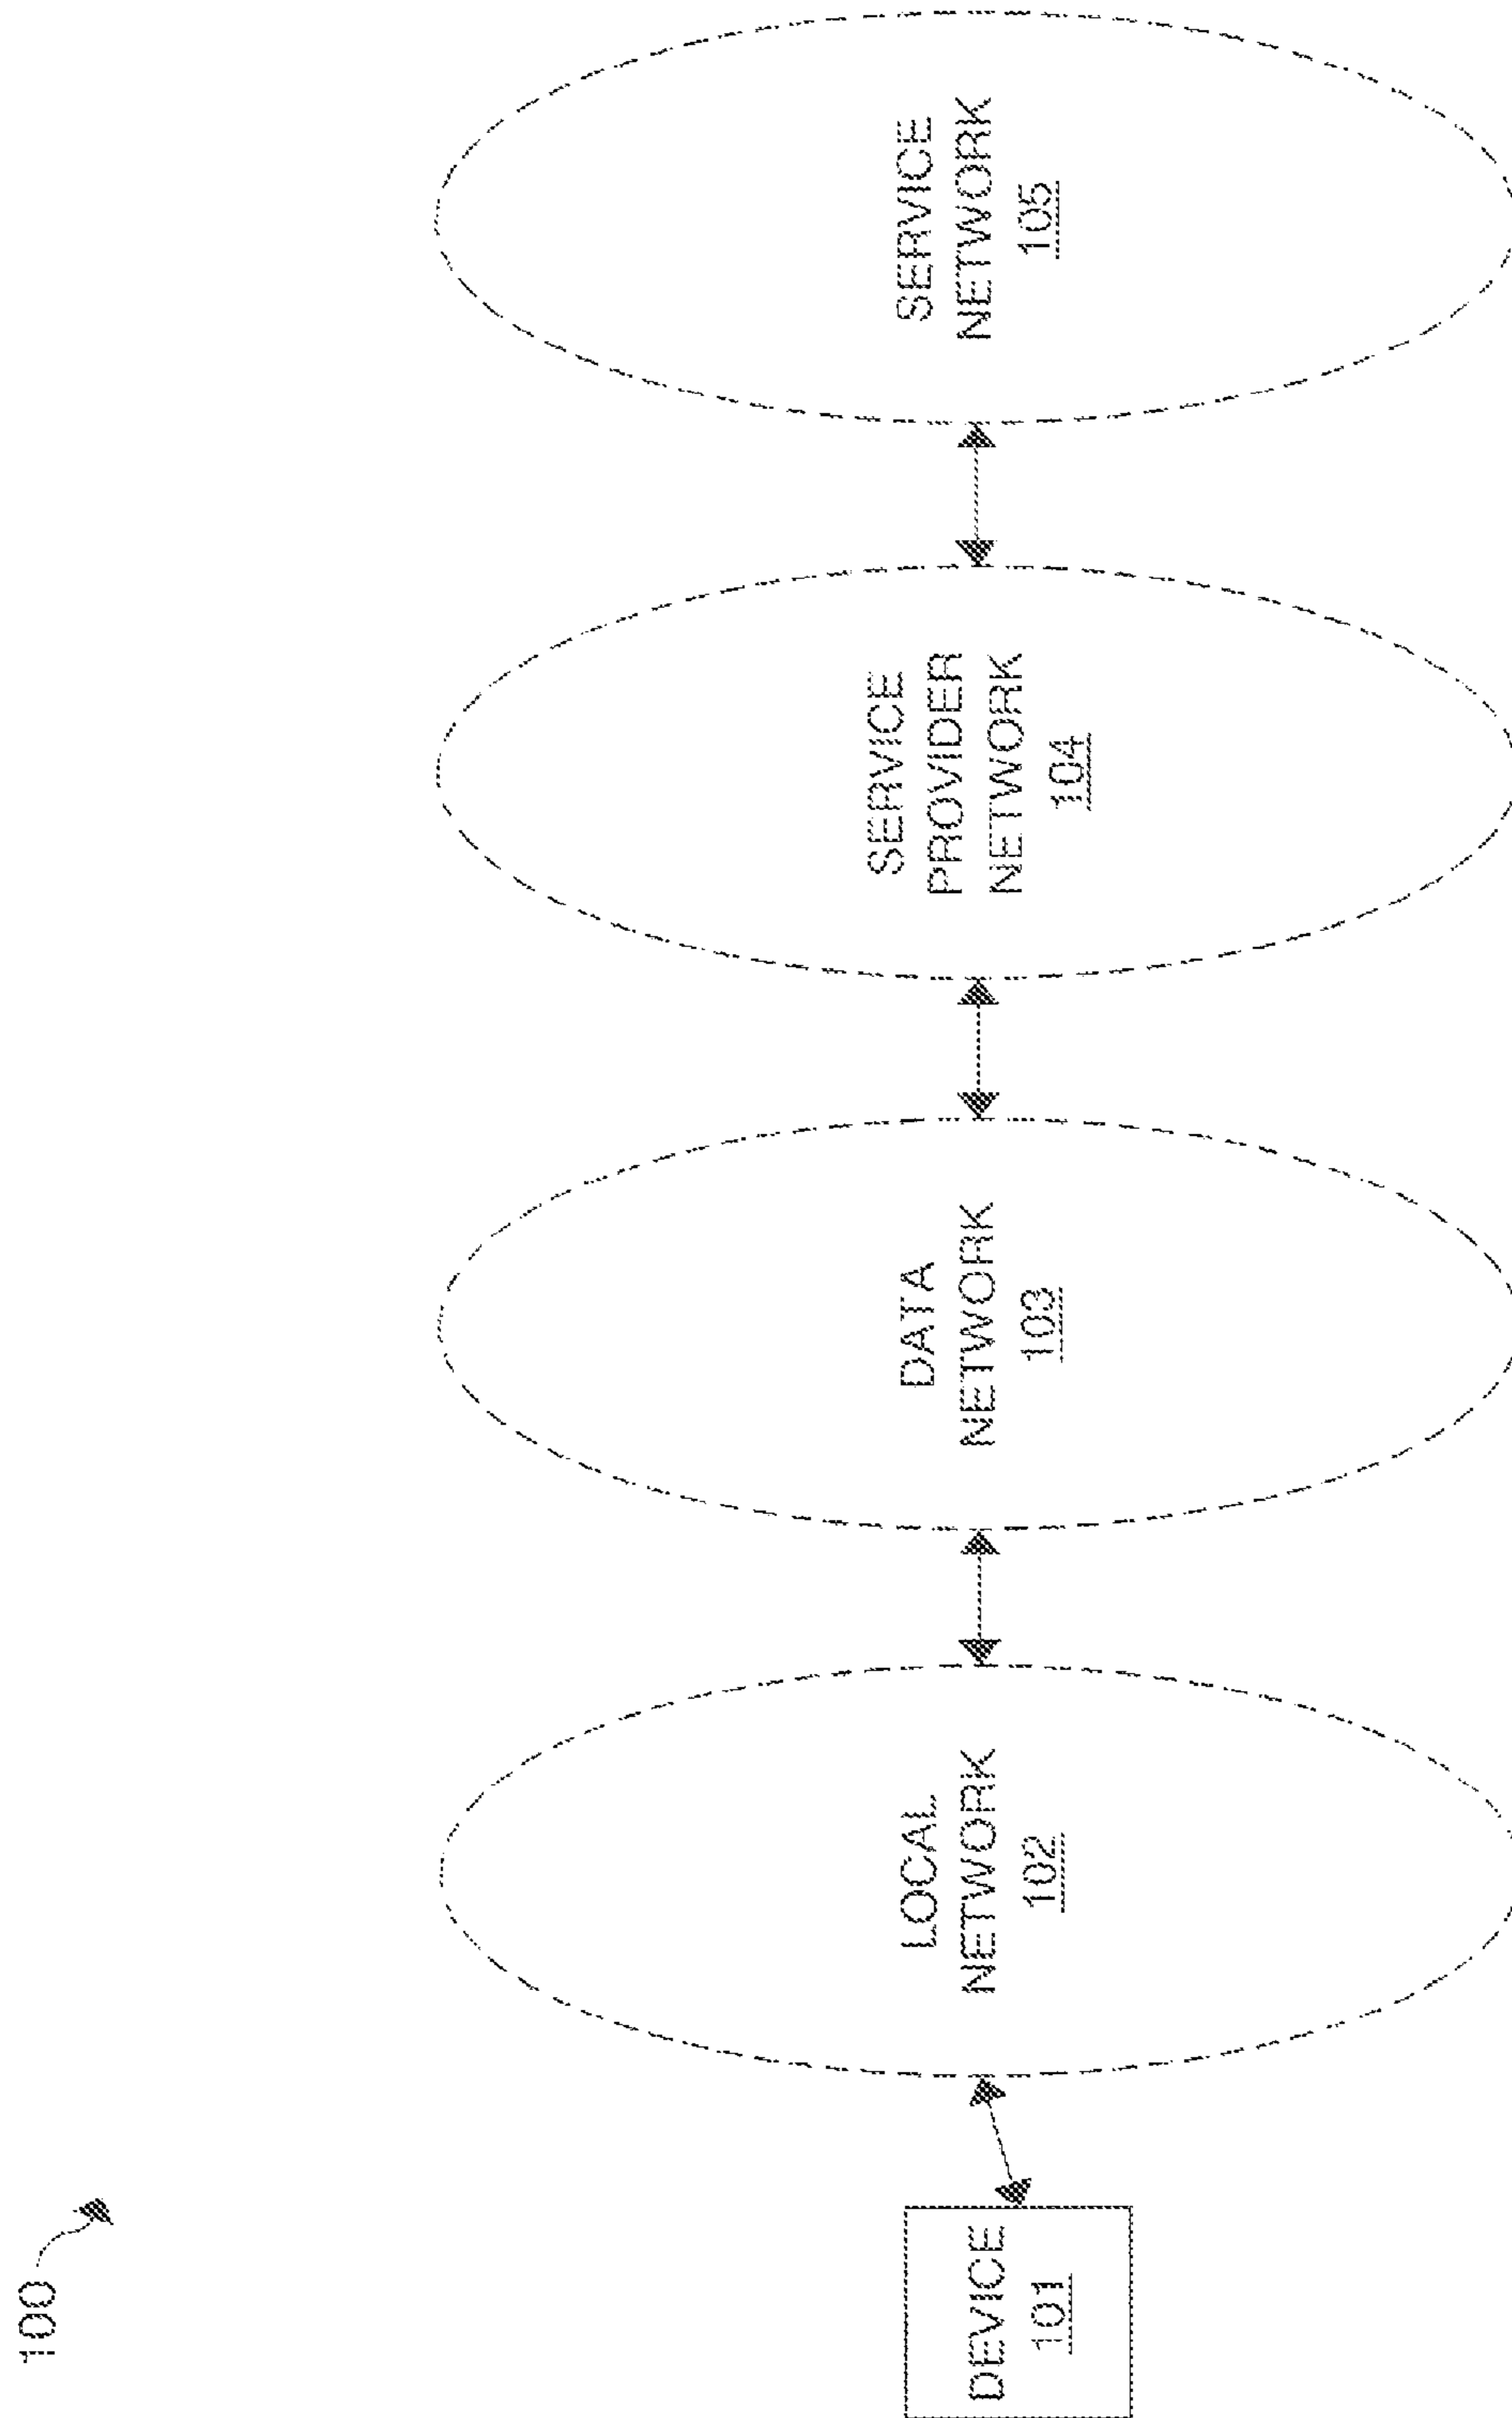 100
DEVICE
101
LOCAL
NETWORK
102
DATA
NETWORK
103
SERVICE
PROVIDER
NETWORK
104
SERVICE
NETWORK
105